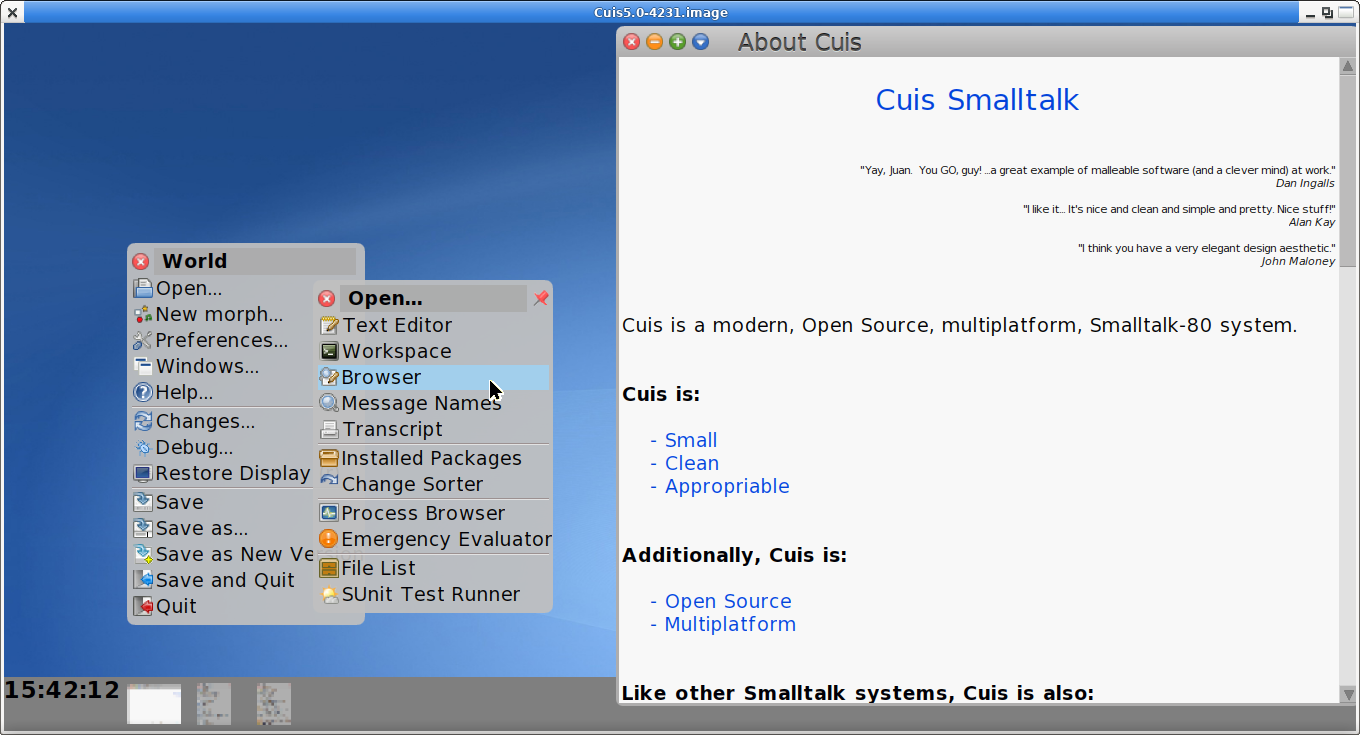 Cuis5.0-4231.image
World
Open...
New morph...
Preferences...
Windows...
Help...
Changes...
Debug...
Restore Display
Save
Save as...
Save as New Ve
Save and Quit
Quit
Open...
Text Editor
Workspace
Browser
Message Names
Transcript
Installed Packages
Change Sorter
Process Browser
Emergency Evaluator
File List
SUnit Test Runner
About Cuis
Cuis Smalltalk
"Yay, Juan. You GO, guy! ...a great example of malleable software (and a clever mind) at work."
Dan Ingalls
"I like it... It's nice and clean and simple and pretty. Nice stuff!"
Alan Kay
"I think you have a very elegant design aesthetic."
John Maloney
Cuis is a modern, Open Source, multiplatform, Smalltalk-80 system.
Cuis is:
- Small
- Clean
- Appropriable
Additionally, Cuis is:
- Open Source
- Multiplatform
Like other Smalltalk systems, Cuis is also:
15:42:12